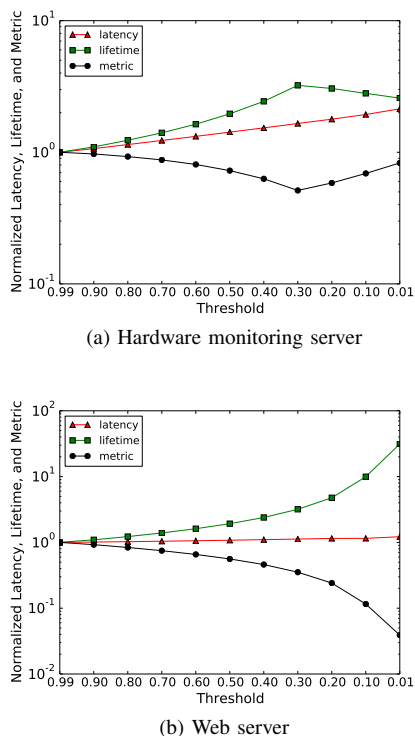 10^1
latency
lifetime
metric
10^0
10^-1
Normalized Latency, Lifetime, and Metric
0.99 0.90 0.80 0.70 0.60 0.50 0.40 0.30 0.20 0.10 0.01
Threshold
(a) Hardware monitoring server
10^2
latency
lifetime
metric
10^1
10^0
10^-1
10^-2
Normalized Latency, Lifetime, and Metric
0.99 0.90 0.80 0.70 0.60 0.50 0.40 0.30 0.20 0.10 0.01
Threshold
(b) Web server